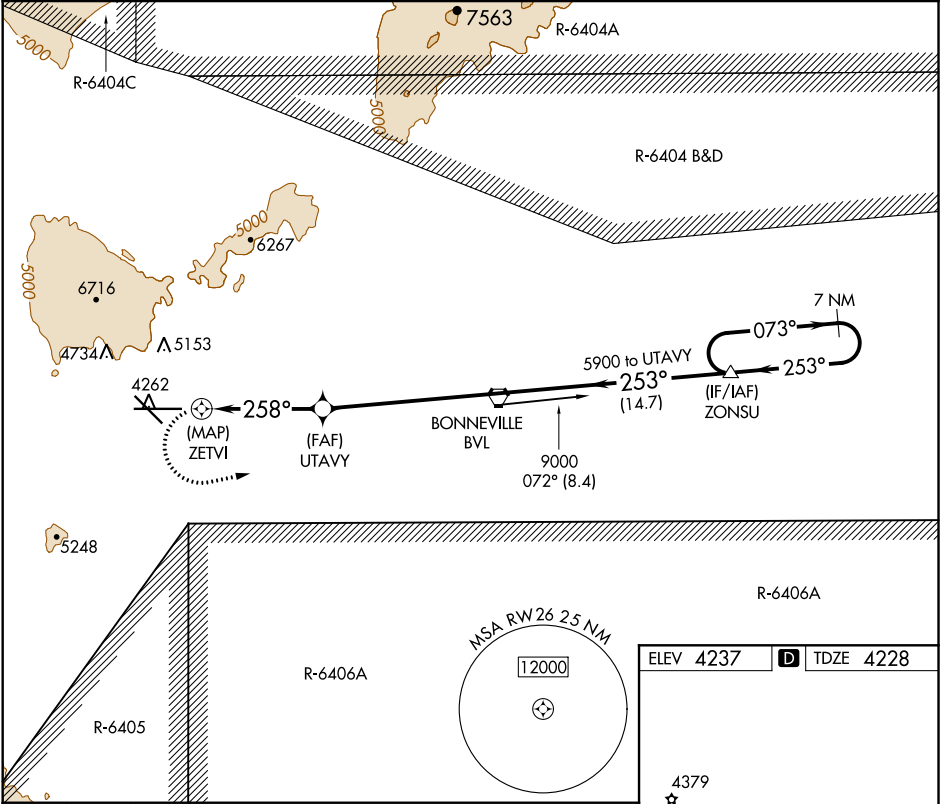 7563
R-6404A
5000
R-6404C
5000
R-6404 B&D
5000
6267
5000
6716
4734
5153
7 NM
073°
5900 to UTAVY
253°
253°
(14.7)
(IF/IAF)
ZONSU
4262
258°
(MAP)
ZETVI
(FAF)
UTAVY
BONNEVILLE
BVL
9000
072° (8.4)
5248
R-6406A
MSA RW26 25 NM
12000
R-6406A
R-6405
ELEV 4237 D TDZE 4228
4379